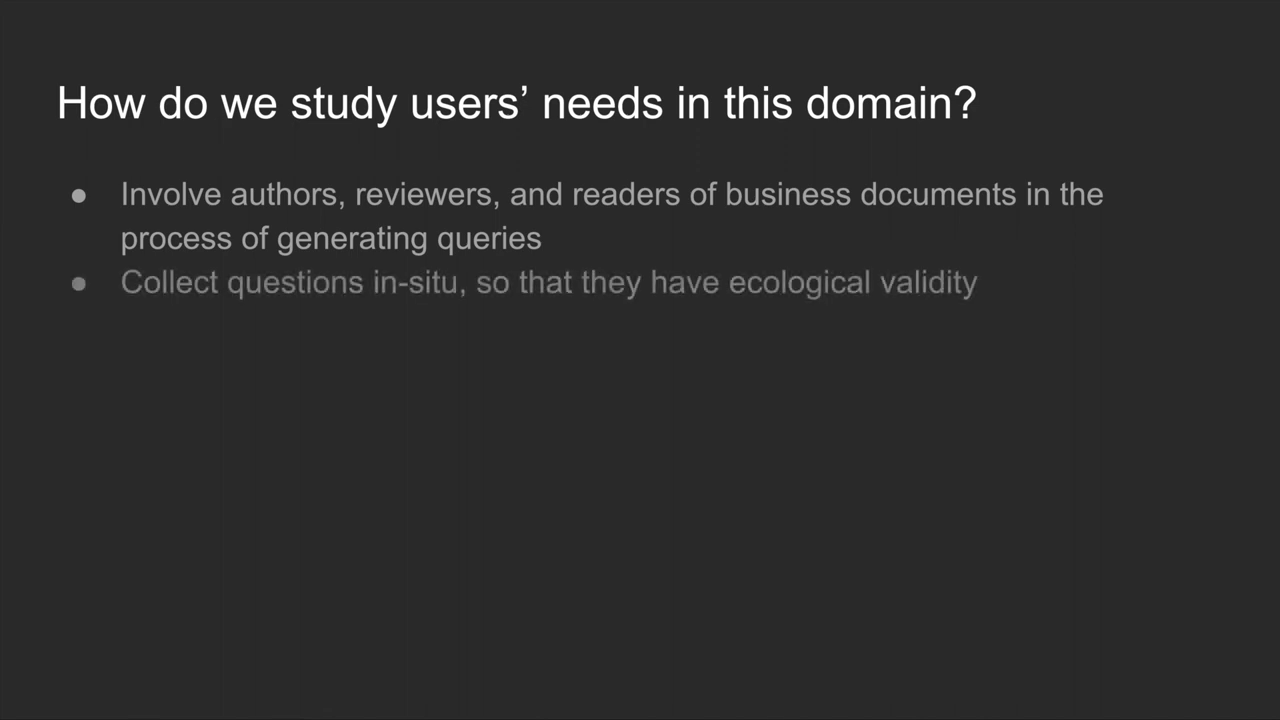 How do we study users’ needs in this domain?
● Involve authors, reviewers, and readers of business documents in the
process of generating queries
● Collect questions in-situ, so that they have ecological validity